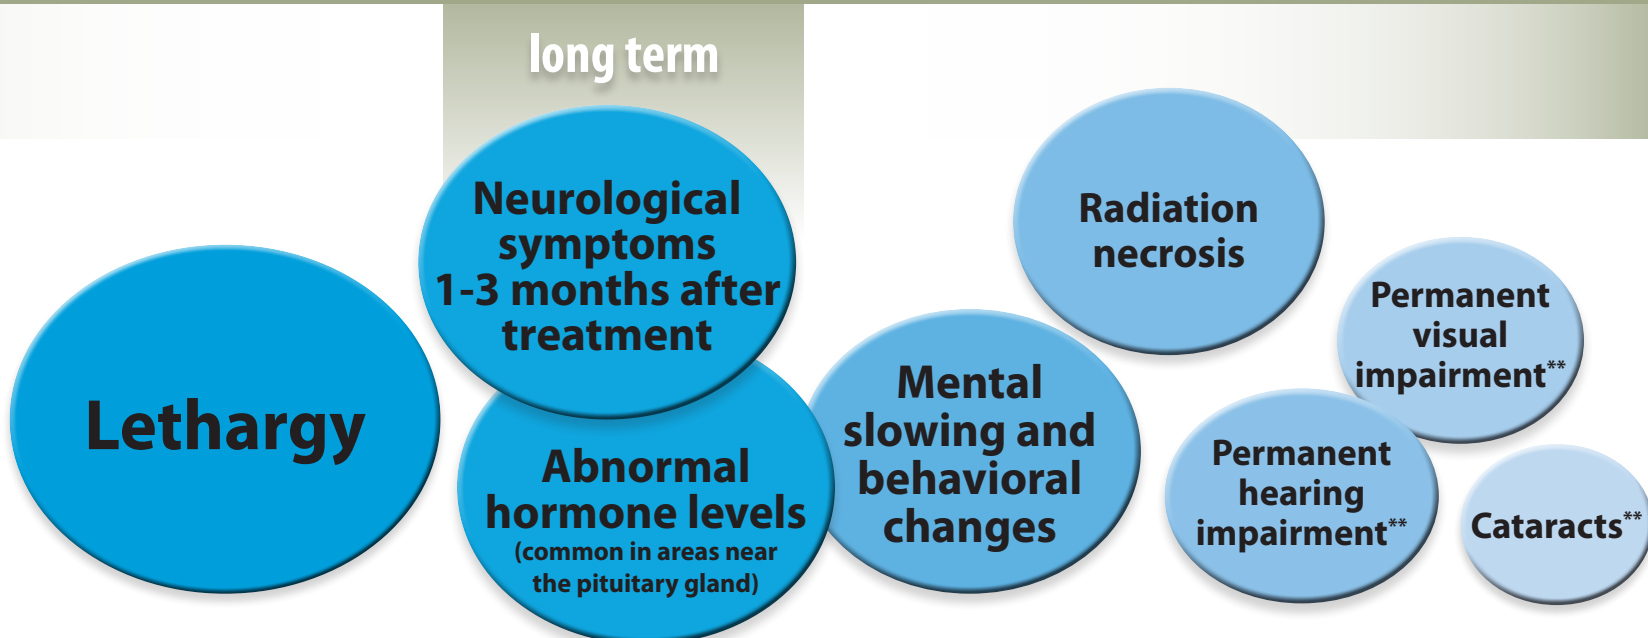 long term
Lethargy
Neurological
symptoms
1-3 months after
treatment
Abnormal
hormone levels
(common in areas near
the pituitary gland)
Mental
slowing and
behavioral
changes
Radiation
necrosis
Permanent
hearing
impairment**
Permanent
visual
impairment**
Cataracts**